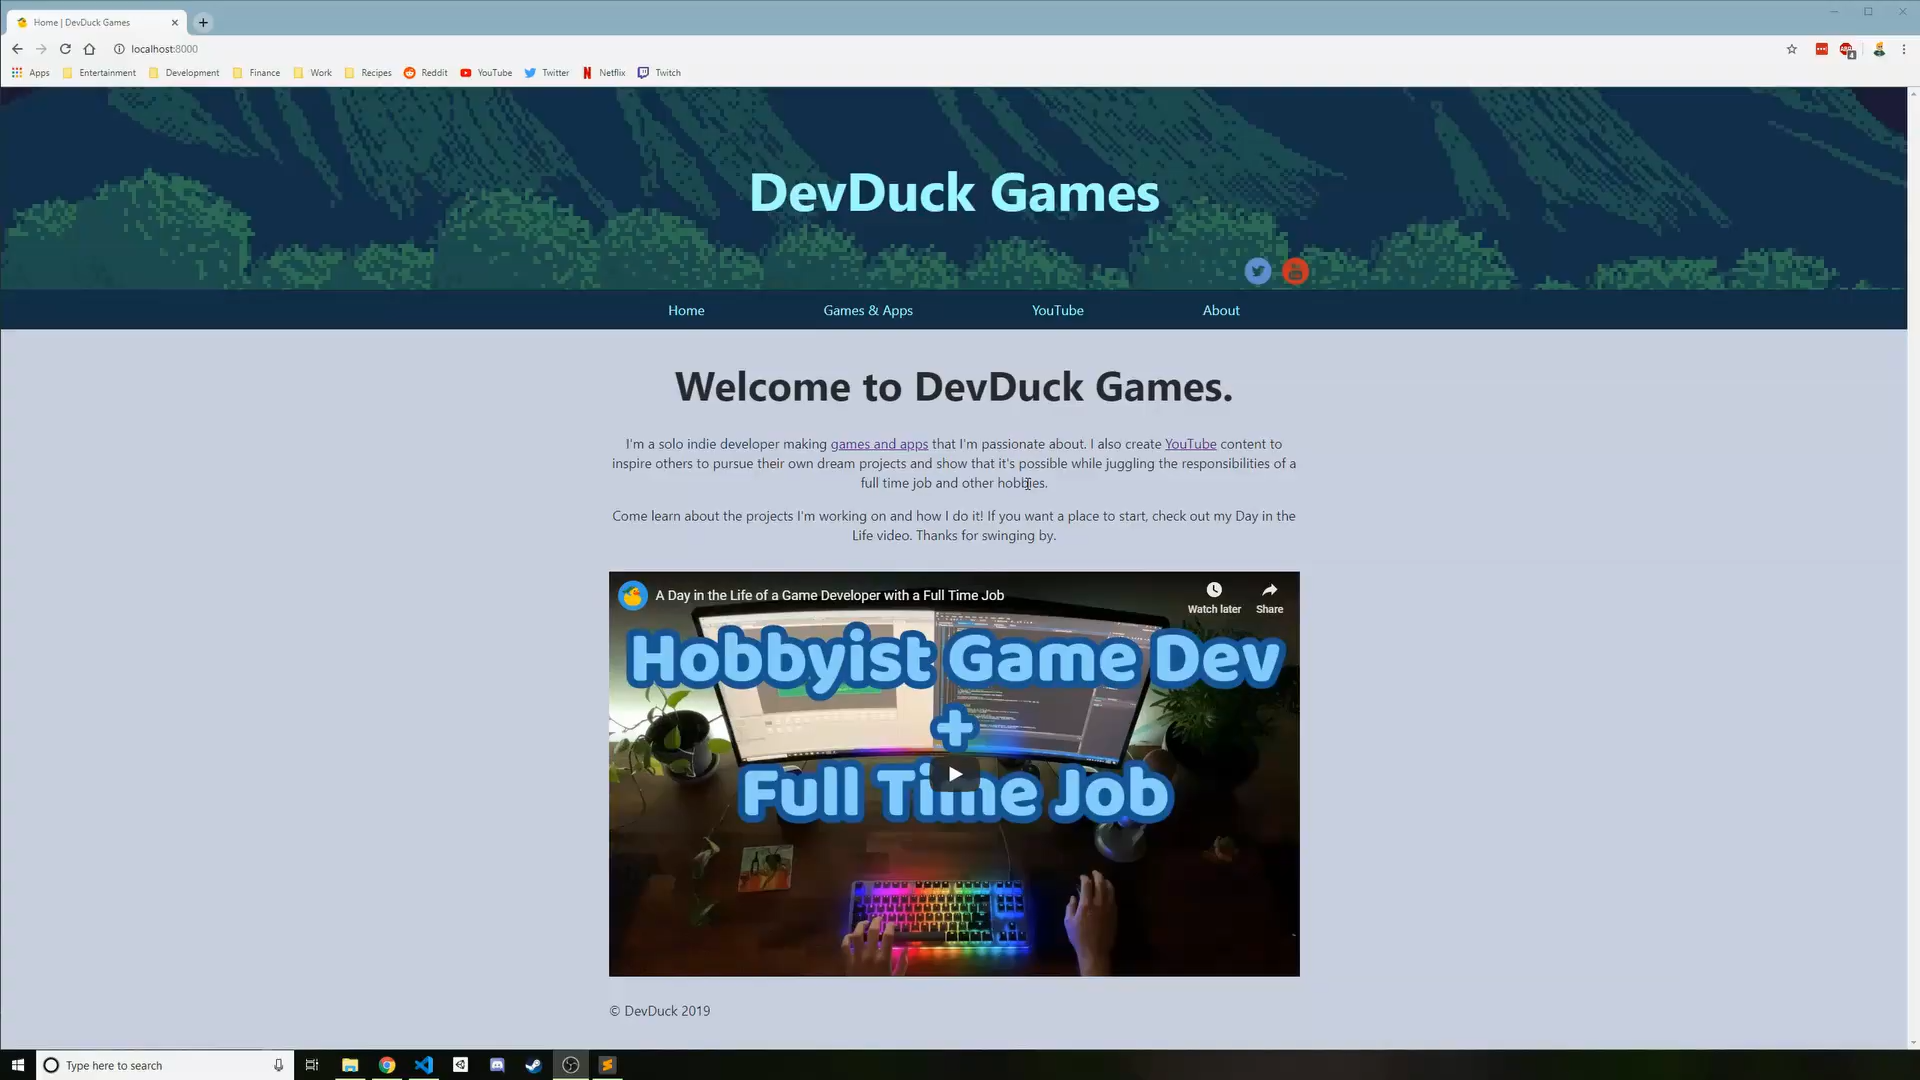 Home | DevDuck Games
localhost:8000
Apps Entertainment Development Finance Work Recipes Reddit YouTube Twitter Netflix Twitch
DevDuck Games
Home Games & Apps YouTube About
Welcome to DevDuck Games.
I'm a solo indie developer making games and apps that I'm passionate about. I also create YouTube content to
inspire others to pursue their own dream projects and show that it's possible while juggling the responsibilities of a
full time job and other hobbies.
Come learn about the projects I'm working on and how I do it! If you want a place to start, check out my Day in the
Life video. Thanks for swinging by.
A Day in the Life of a Game Developer with a Full Time Job
Watch later Share
Hobbyist Game Dev
+
Full Time Job
© DevDuck 2019
Type here to search